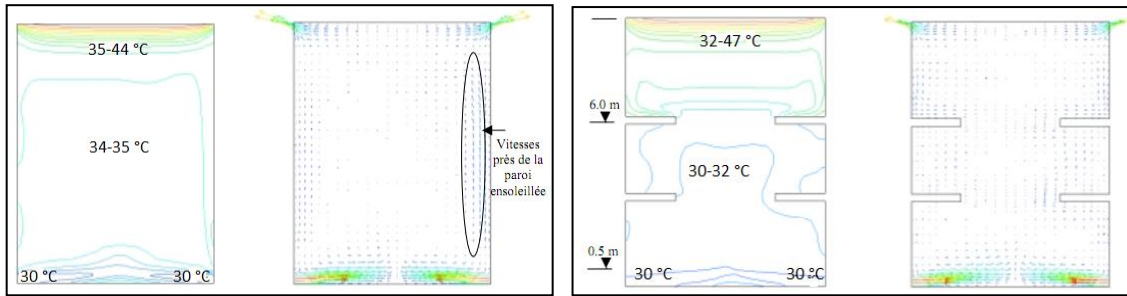 35-44 °C
34-35 °C
30 °C
30 °C
Vitesses
près de la
paroi
ensoleillée
32-47 °C
6.0 m
30-32 °C
0.5 m
30 °C
30 °C